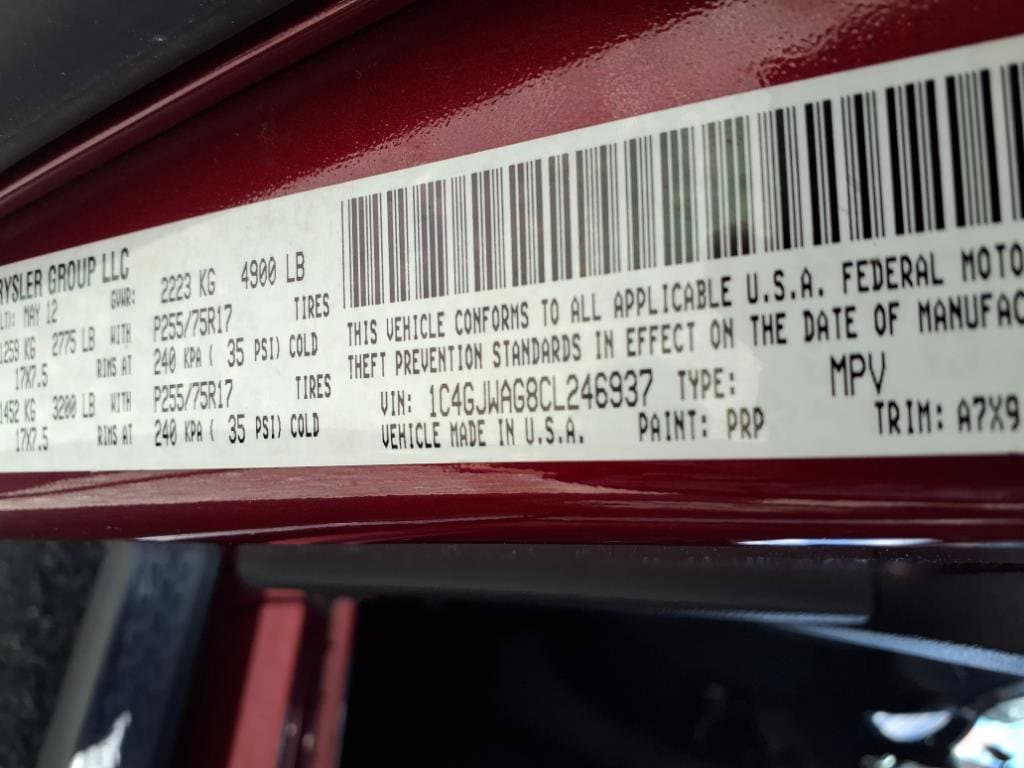 RYSLER GROUP LLC
LTD: MAY 12 GVWR: 2223 KG 4900 LB
1259 KG 2775 LB WITH P255/75R17 TIRES
17X7.5 RIMS AT 240 KPA ( 35 PSI) COLD
1452 KG 3200 LB WITH P255/75R17 TIRES
17X7.5 RIMS AT 240 KPA ( 35 PSI) COLD
THIS VEHICLE CONFORMS TO ALL APPLICABLE U.S.A. FEDERAL MOTO
THEFT PREVENTION STANDARDS IN EFFECT ON THE DATE OF MANUFAC
VIN: 1C4GJWAG8CL246937 TYPE: MPV
VEHICLE MADE IN U.S.A. PAINT: PRP TRIM: A7X9